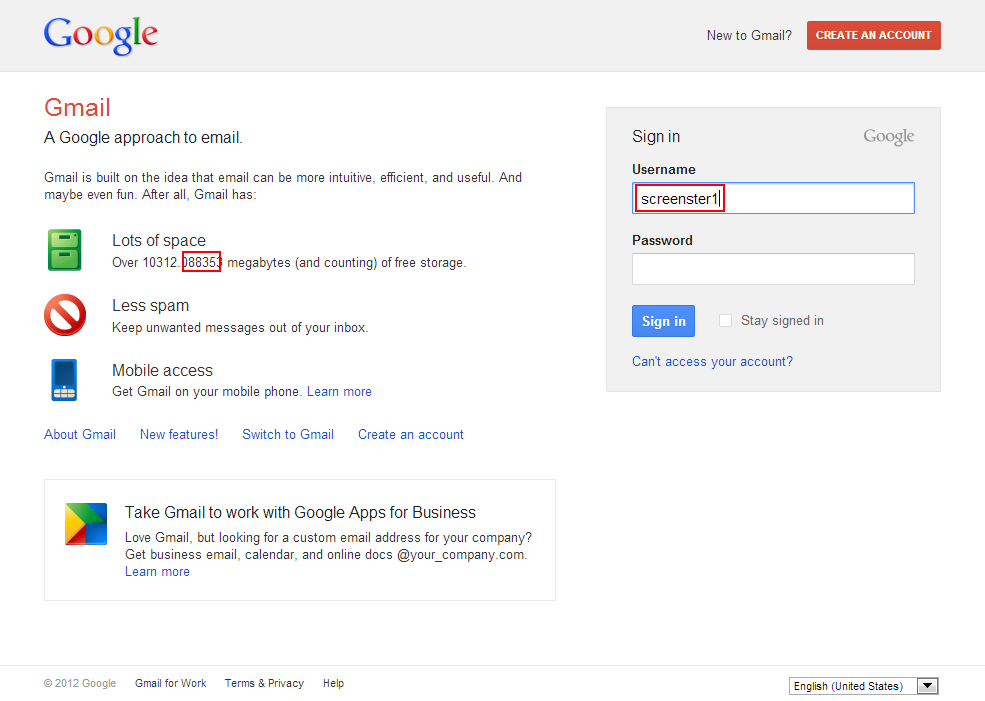 Google
New to Gmail?
CREATE AN ACCOUNT
Gmail
A Google approach to email.
Gmail is built on the idea that email can be more intuitive, efficient, and useful. And
maybe even fun. After all, Gmail has:
Lots of space
Over 10312.088353 megabytes (and counting) of free storage.
Less spam
Keep unwanted messages out of your inbox.
Mobile access
Get Gmail on your mobile phone. Learn more
About Gmail
New features!
Switch to Gmail
Create an account
Take Gmail to work with Google Apps for Business
Love Gmail, but looking for a custom email address for your company?
Get business email, calendar, and online docs @your_company.com.
Learn more
Sign in
Google
Username
screenster1
Password
Sign in
Stay signed in
Can't access your account?
© 2012 Google
Gmail for Work
Terms & Privacy
Help
English (United States)